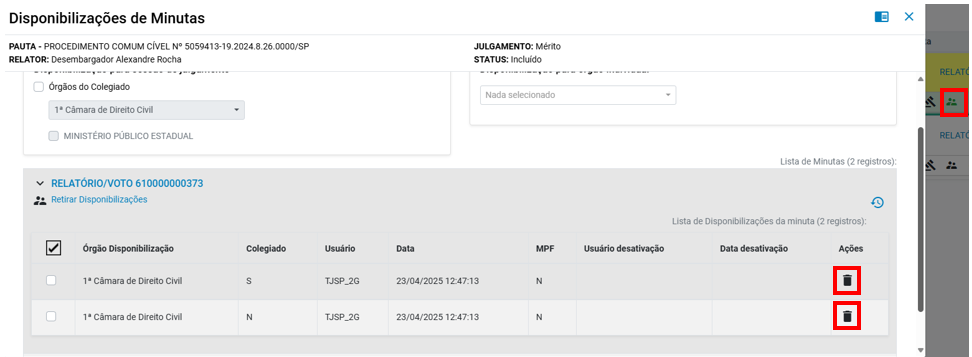 Disponibilizações de Minutas
PAUTA - PROCEDIMENTO COMUM CÍVEL Nº 5059413-19.2024.8.26.0000/SP
JULGAMENTO: Mérito
RELATOR: Desembargador Alexandre Rocha
STATUS: Incluído
Órgãos do Colegiado
1ª Câmara de Direito Civil
MINISTÉRIO PÚBLICO ESTADUAL
Nada selecionado
RELATÓ
RELATÓ
Lista de Minutas (2 registros):
RELATÓRIO/VOTO 610000000373
Retirar Disponibilizações
Lista de Disponibilizações da minuta (2 registros):
Órgão Disponibilização Colegiado Usuário Data MPF Usuário desativação Data desativação Ações
1ª Câmara de Direito Civil S TJSP_2G 23/04/2025 12:47:13 N
1ª Câmara de Direito Civil N TJSP_2G 23/04/2025 12:47:13 N